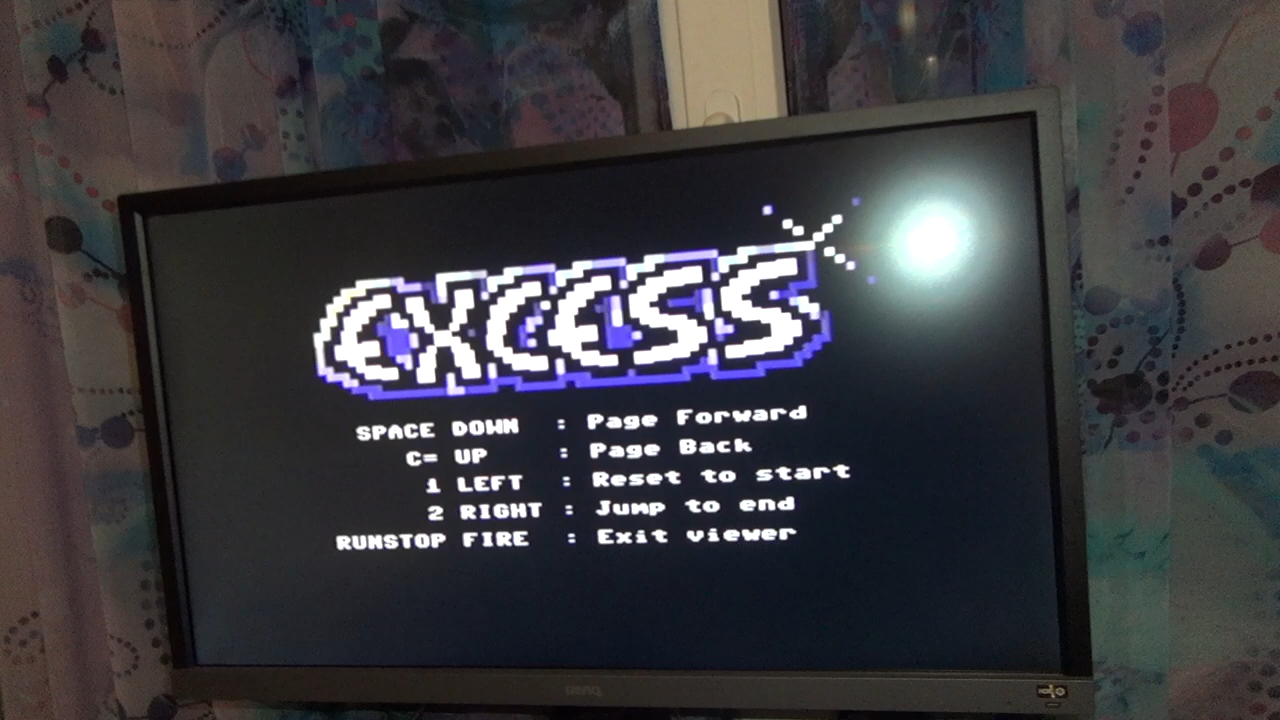 EXCESS
SPACE DOWN : Page Forward
C= UP : Page Back
1 LEFT : Reset to start
2 RIGHT : Jump to end
RUNSTOP FIRE : Exit viewer
BenQ